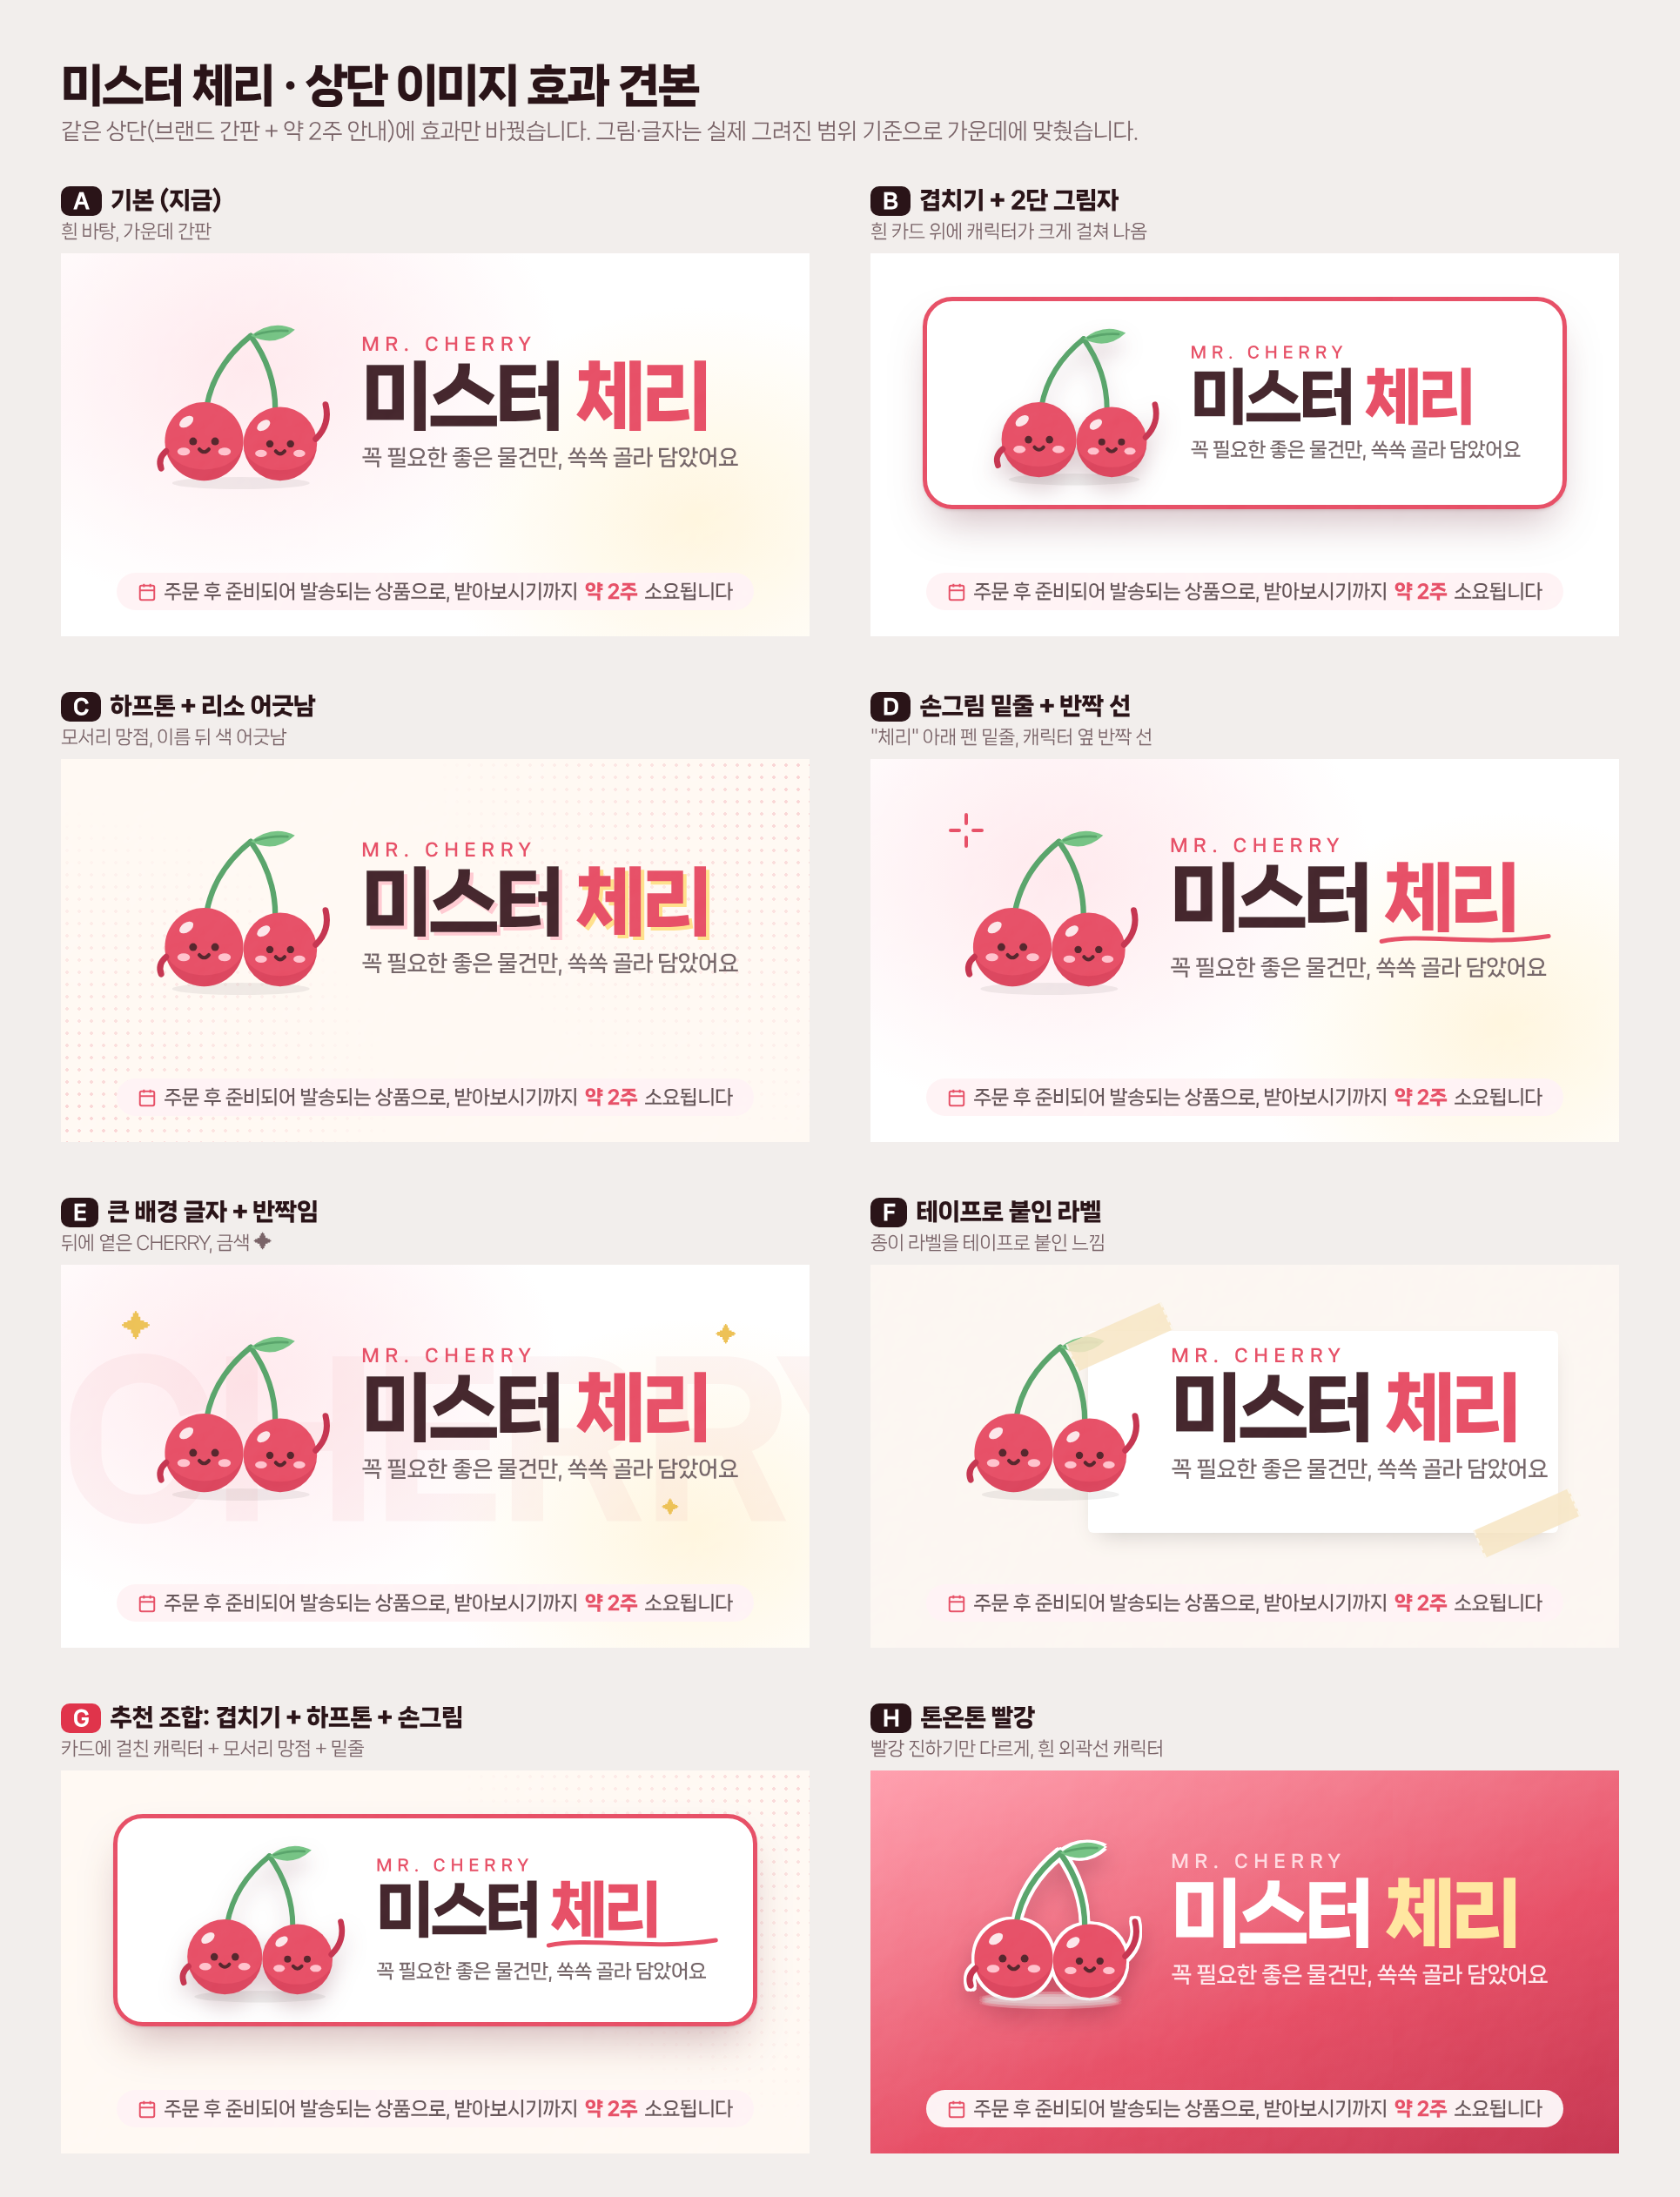 미스터 체리 · 상단 이미지 효과 견본
같은 상단(브랜드 간판 + 약 2주 안내)에 효과만 바꿨습니다. 그림·글자는 실제 그려진 범위 기준으로 가운데에 맞췄습니다.
A 기본 (지금)
흰 바탕, 가운데 간판
MR. CHERRY
미스터 체리
꼭 필요한 좋은 물건만, 쏙쏙 골라 담았어요
주문 후 준비되어 발송되는 상품으로, 받아보시기까지 약 2주 소요됩니다
B 겹치기 + 2단 그림자
흰 카드 위에 캐릭터가 크게 걸쳐 나옴
MR. CHERRY
미스터 체리
꼭 필요한 좋은 물건만, 쏙쏙 골라 담았어요
주문 후 준비되어 발송되는 상품으로, 받아보시기까지 약 2주 소요됩니다
C 하프톤 + 리소 어긋남
모서리 망점, 이름 뒤 색 어긋남
MR. CHERRY
미스터 체리
꼭 필요한 좋은 물건만, 쏙쏙 골라 담았어요
주문 후 준비되어 발송되는 상품으로, 받아보시기까지 약 2주 소요됩니다
D 손그림 밑줄 + 반짝 선
"체리" 아래 펜 밑줄, 캐릭터 옆 반짝 선
MR. CHERRY
미스터 체리
꼭 필요한 좋은 물건만, 쏙쏙 골라 담았어요
주문 후 준비되어 발송되는 상품으로, 받아보시기까지 약 2주 소요됩니다
E 큰 배경 글자 + 반짝임
뒤에 옅은 CHERRY, 금색 ✦
CHERRY
MR. CHERRY
미스터 체리
꼭 필요한 좋은 물건만, 쏙쏙 골라 담았어요
주문 후 준비되어 발송되는 상품으로, 받아보시기까지 약 2주 소요됩니다
F 테이프로 붙인 라벨
종이 라벨을 테이프로 붙인 느낌
MR. CHERRY
미스터 체리
꼭 필요한 좋은 물건만, 쏙쏙 골라 담았어요
주문 후 준비되어 발송되는 상품으로, 받아보시기까지 약 2주 소요됩니다
G 추천 조합: 겹치기 + 하프톤 + 손그림
카드에 걸친 캐릭터 + 모서리 망점 + 밑줄
MR. CHERRY
미스터 체리
꼭 필요한 좋은 물건만, 쏙쏙 골라 담았어요
주문 후 준비되어 발송되는 상품으로, 받아보시기까지 약 2주 소요됩니다
H 톤온톤 빨강
빨강 진하기만 다르게, 흰 외곽선 캐릭터
MR. CHERRY
미스터 체리
꼭 필요한 좋은 물건만, 쏙쏙 골라 담았어요
주문 후 준비되어 발송되는 상품으로, 받아보시기까지 약 2주 소요됩니다